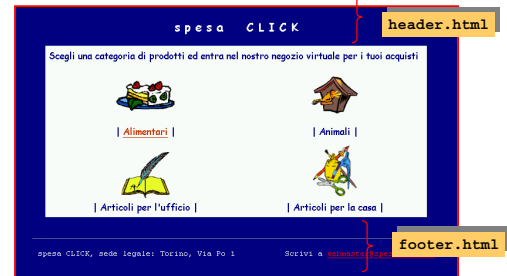 spesa CLICK
header.html
Scegli una categoria di prodotti ed entra nel nostro negozio virtuale per i tuoi acquisti
| Alimentari | | Animali |
| Articoli per l'ufficio | | Articoli per la casa |
footer.html
spesa CLICK, sede legale: Torino, Via Po 1 Scrivi a